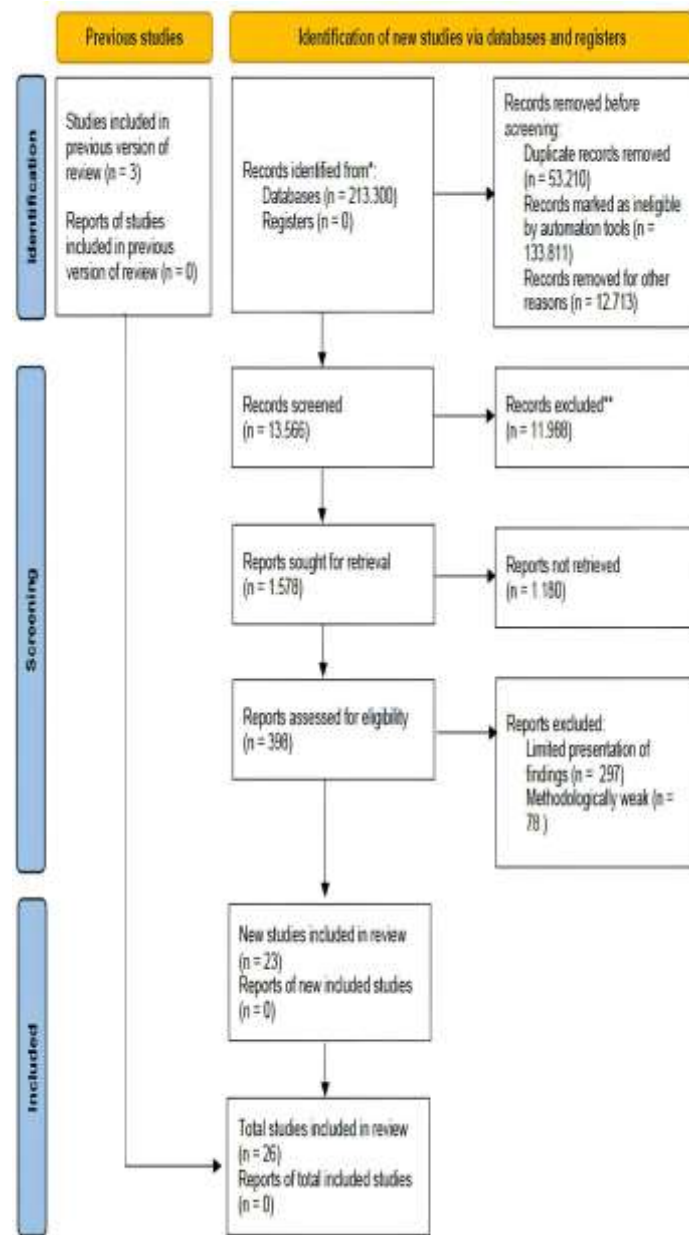 Previous studies
Identification of new studies via databases and registers
Identification
Studies included in
previous version of
review (n = 3)
Reports of studies
included in previous
version of review (n = 0)
Records identified from*:
Databases (n = 213.300)
Registers (n = 0)
Records removed before
screening:
Duplicate records removed
(n = 53.210)
Records marked as ineligible
by automation tools (n =
133.811)
Records removed for other
reasons (n = 12.713)
Screening
Records screened
(n = 13.566)
Records excluded**
(n = 11.988)
Reports sought for retrieval
(n = 1.578)
Reports not retrieved
(n = 1.180)
Reports assessed for eligibility
(n = 398)
Reports excluded:
Limited presentation of
findings (n = 297)
Methodologically weak (n =
78 )
Included
New studies included in review
(n = 23)
Reports of new included studies
(n = 0)
Total studies included in review
(n = 26)
Reports of total included studies
(n = 0)